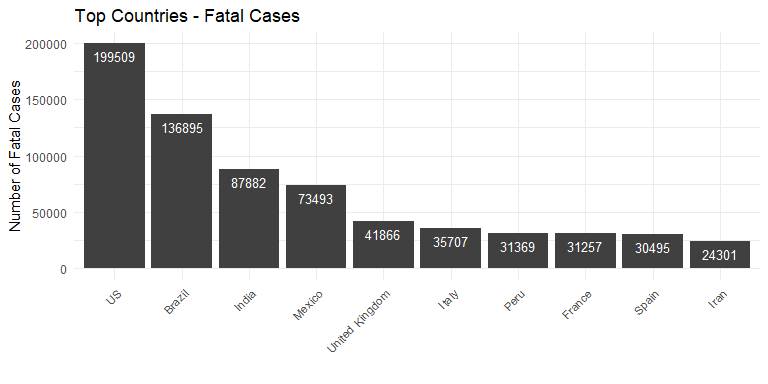 Top Countries - Fatal Cases
Number of Fatal Cases
200000
150000
100000
50000
0
199509
136895
87882
73493
41866
35707
31369
31257
30495
24301
US
Brazil
India
Mexico
United Kingdom
Italy
Peru
France
Spain
Iran